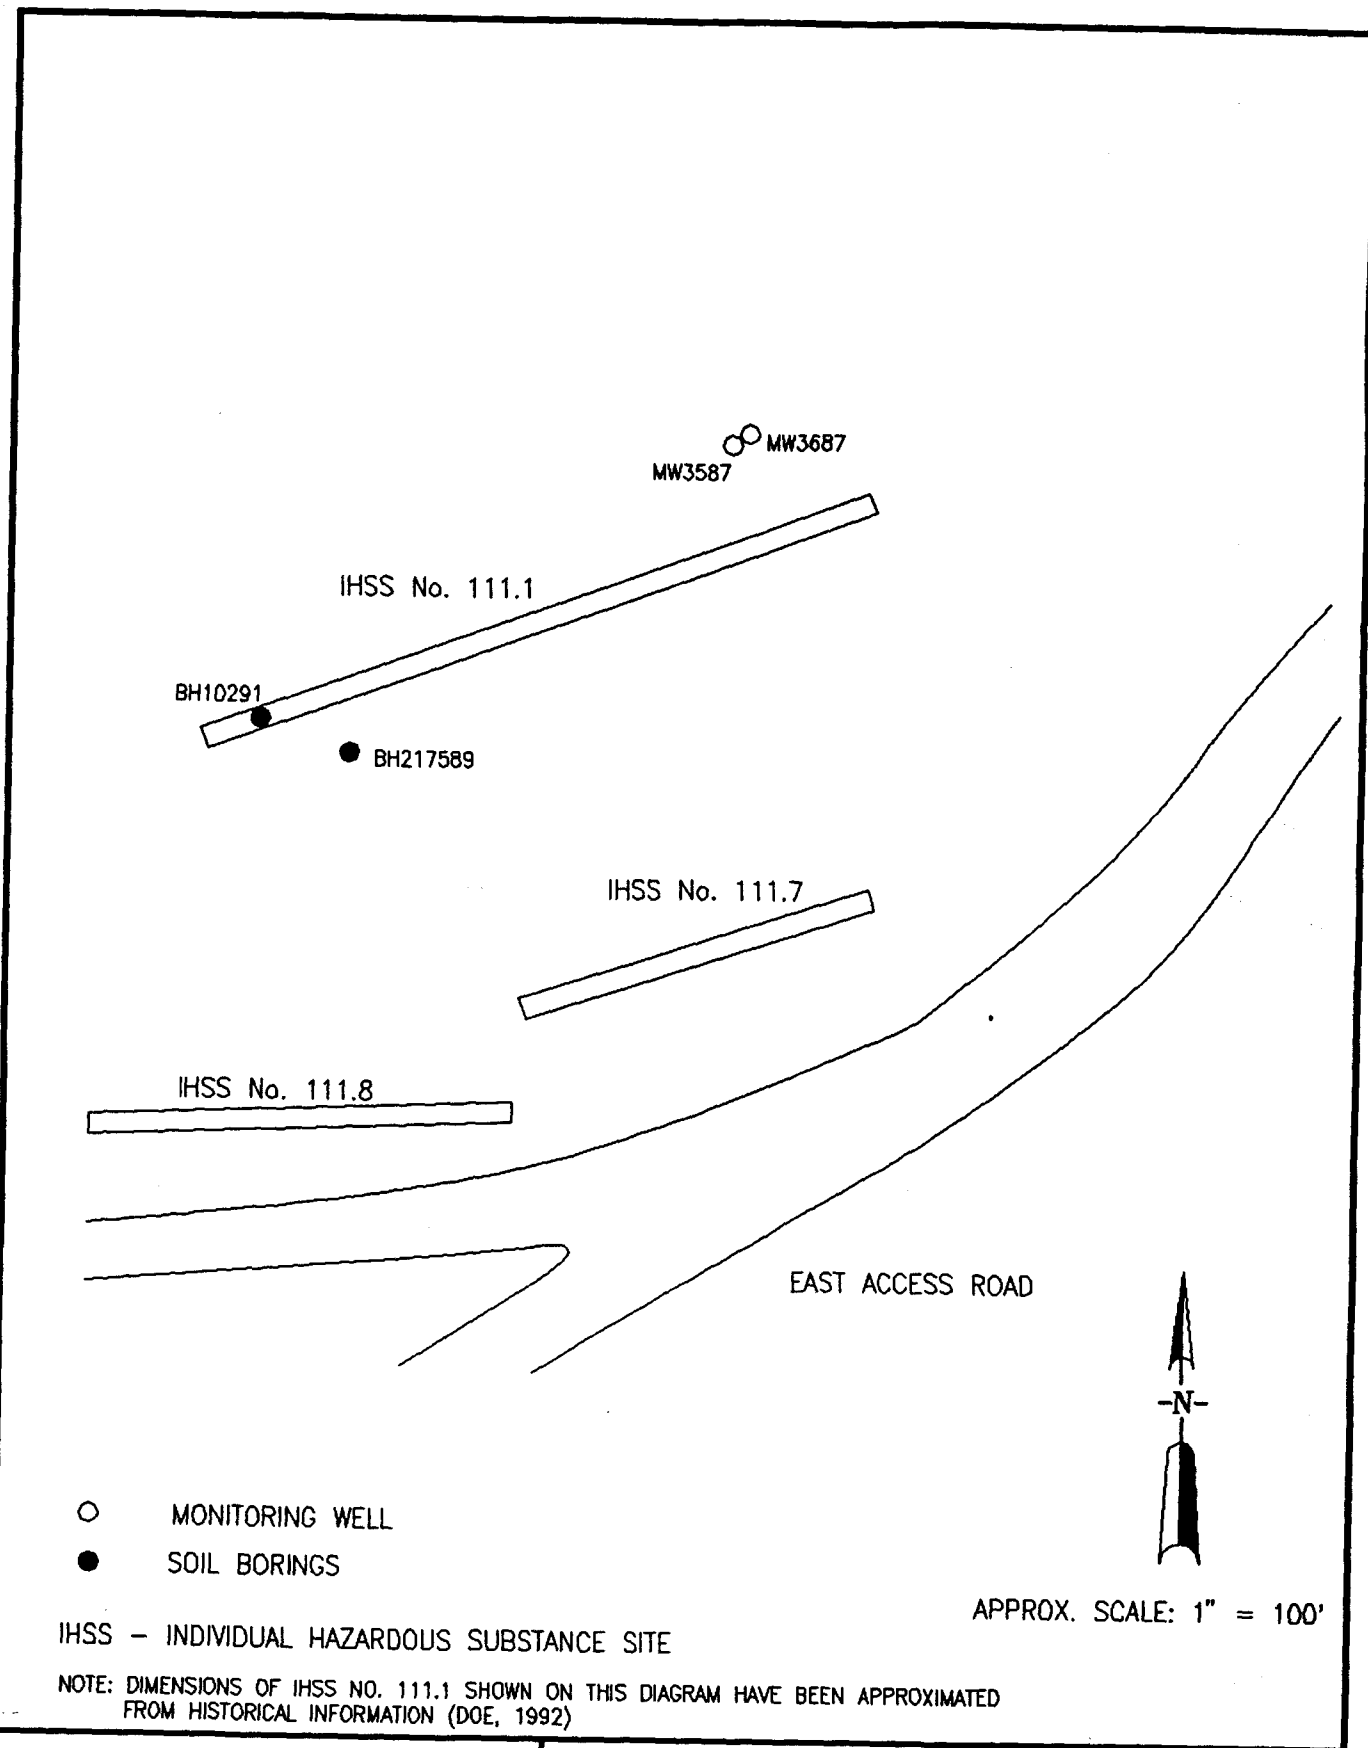 MW3687
MW3587
IHSS No. 111.1
BH10291
BH217589
IHSS No. 111.7
IHSS No. 111.8
EAST ACCESS ROAD
-N-
MONITORING WELL
SOIL BORINGS
APPROX. SCALE: 1" = 100'
IHSS – INDIVIDUAL HAZARDOUS SUBSTANCE SITE
NOTE: DIMENSIONS OF IHSS NO. 111.1 SHOWN ON THIS DIAGRAM HAVE BEEN APPROXIMATED
FROM HISTORICAL INFORMATION (DOE, 1992)